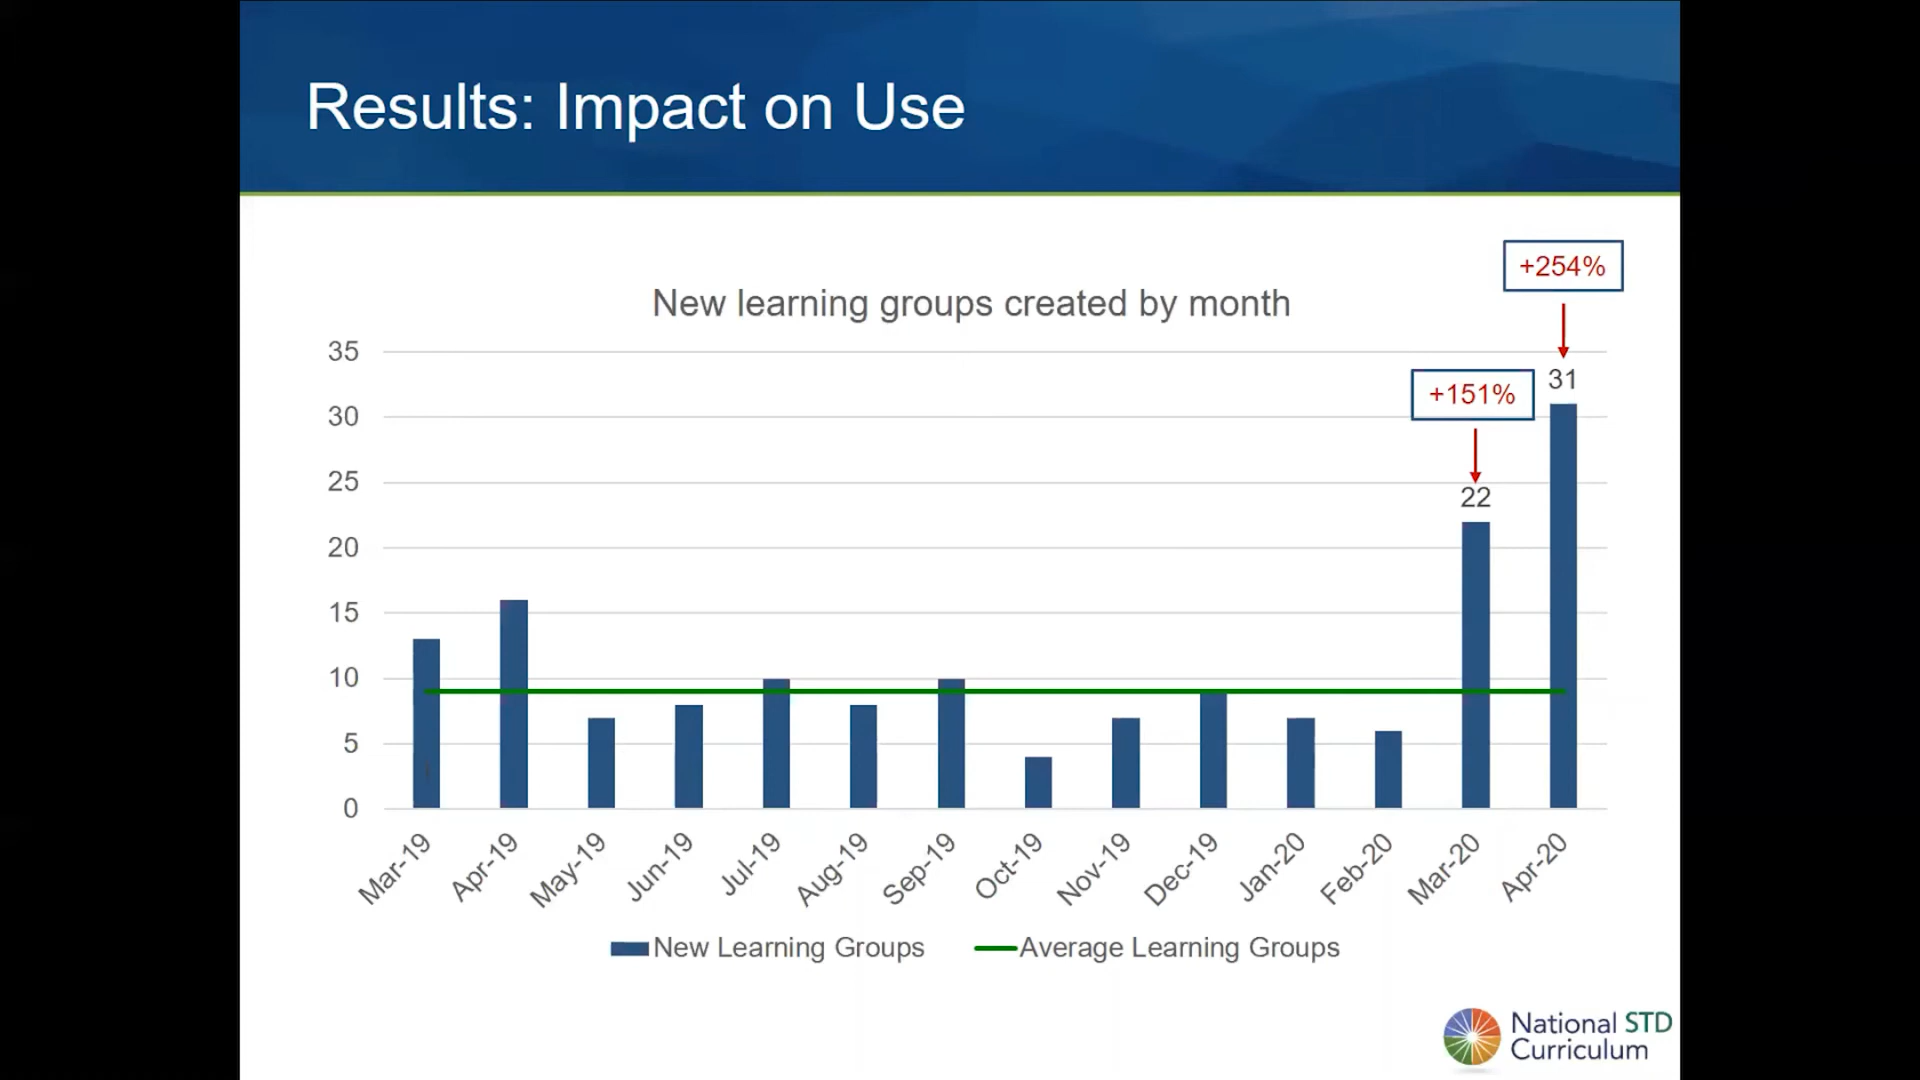 Results: Impact on Use
+254%
New learning groups created by month
35
31
+151%
30
25
22
20
15
10
5
0
Mar-19
Apr-19
May-19
Jun-19
Jul-19
Aug-19
Sep-19
Oct-19
Nov-19
Dec-19
Jan-20
Feb-20
Mar-20
Apr-20
New Learning Groups
Average Learning Groups
National STD
Curriculum